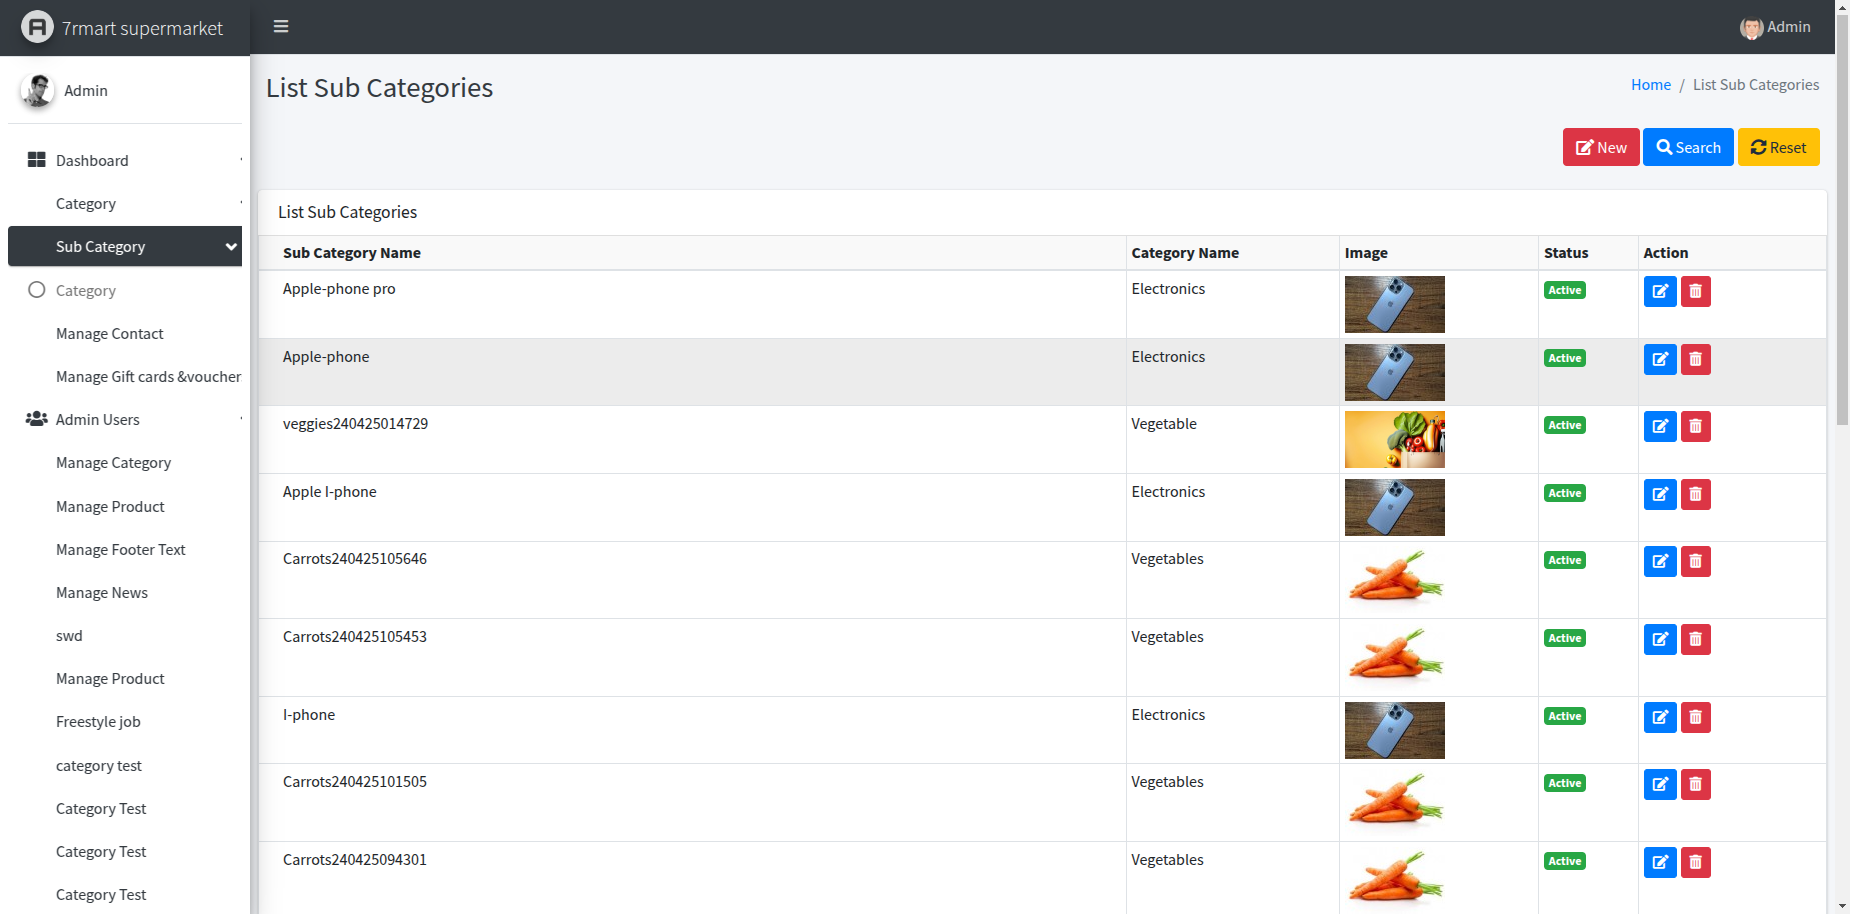 7rmart supermarket
Admin
Admin
List Sub Categories
Home / List Sub Categories
New
Search
Reset
Dashboard
Category
Sub Category
Category
Manage Contact
Manage Gift cards &voucher
Admin Users
Manage Category
Manage Product
Manage Footer Text
Manage News
swd
Manage Product
Freestyle job
category test
Category Test
Category Test
Category Test
List Sub Categories
Sub Category Name Category Name Image Status Action
Apple-phone pro Electronics Active
Apple-phone Electronics Active
veggies240425014729 Vegetable Active
Apple I-phone Electronics Active
Carrots240425105646 Vegetables Active
Carrots240425105453 Vegetables Active
I-phone Electronics Active
Carrots240425101505 Vegetables Active
Carrots240425094301 Vegetables Active